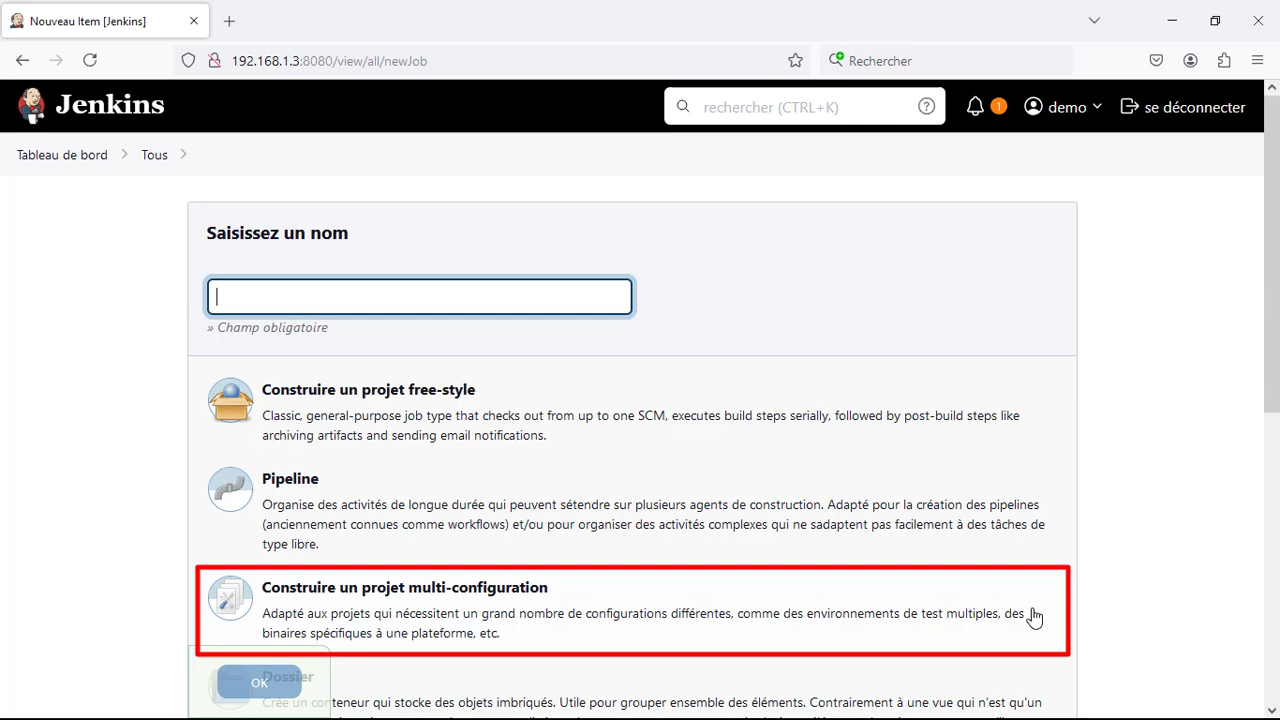 Nouveau Item [Jenkins]
192.168.1.3:8080/view/all/newJob
Rechercher
Jenkins
rechercher (CTRL+K)
1
demo
se déconnecter
Tableau de bord
Tous
Saisissez un nom
» Champ obligatoire
Construire un projet free-style
Classic, general-purpose job type that checks out from up to one SCM, executes build steps serially, followed by post-build steps like
archiving artifacts and sending email notifications.
Pipeline
Organise des activités de longue durée qui peuvent sétendre sur plusieurs agents de construction. Adapté pour la création des pipelines
(anciennement connues comme workflows) et/ou pour organiser des activités complexes qui ne sadaptent pas facilement à des tâches de
type libre.
Construire un projet multi-configuration
Adapté aux projets qui nécessitent un grand nombre de configurations différentes, comme des environnements de test multiples, des
binaires spécifiques à une plateforme, etc.
Dossier
OK
Crée un conteneur qui stocke des objets imbriqués. Utile pour grouper ensemble des éléments. Contrairement à une vue qui n'est qu'un